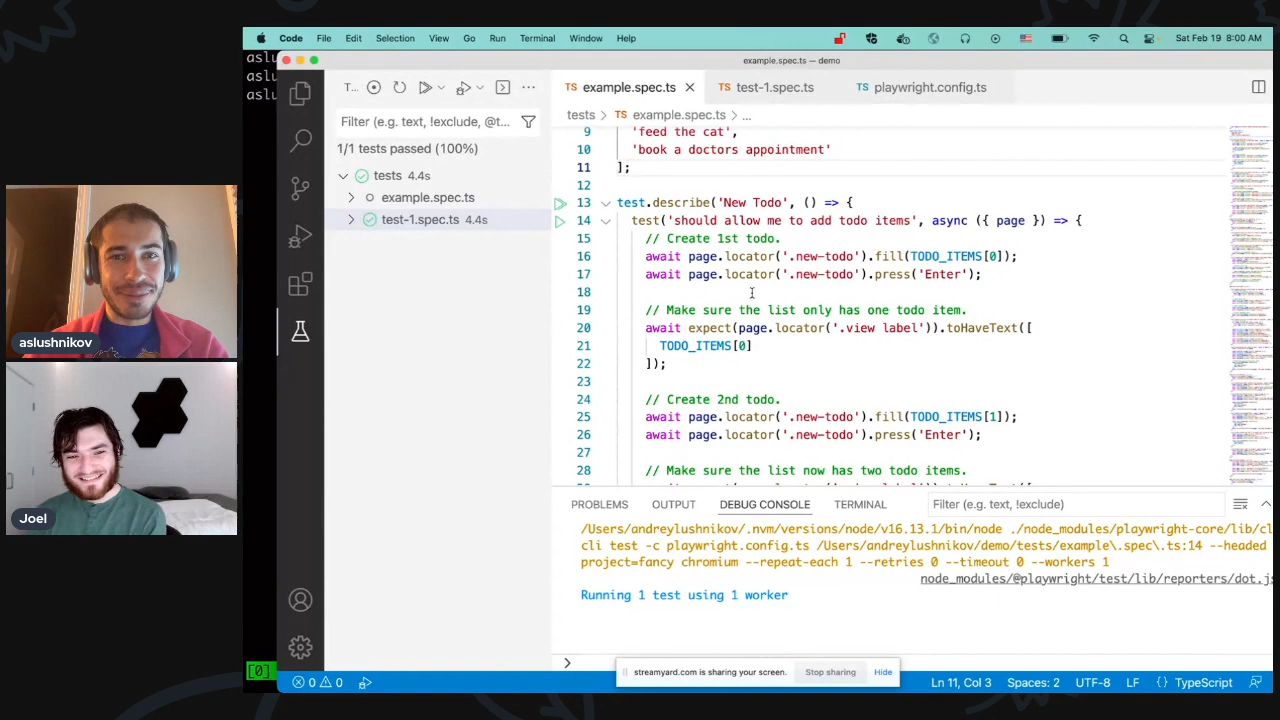 Code File Edit Selection View Go Run Terminal Window Help
Sat Feb 19 8:00 AM
aslu
aslu
aslu
example.spec.ts — demo
T...
TS example.spec.ts
TS test-1.spec.ts
TS playwright.config.ts
Filter (e.g. text, !exclude, @t...
tests > TS example.spec.ts > ...
1/1 tests passed (100%)
tests 4.4s
example.spec.ts
test-1.spec.ts 4.4s
9 'feed the cat',
10 'book a doctors appointment'
11 ];
12
13 test.describe('New Todo', () => {
14 'should allow me to add todo items', async page }) => {
15 // Create 1st todo.
16 await page.locator('.new-todo').fill(TODO_ITEMS
17 await page.locator('.new-todo').press('Enter'
18
19 // Make sure the list only has one todo item.
20 await expect(page.locator('.view label')).toHaveText([
21 TODO_ITEMS[0]
22 ]);
23
24 // Create 2nd todo.
25 await page.locator('.new-todo').fill(TODO_ITEMS
26 await page.locator('.new-todo').press('Enter'
27
28 // Make sure the list now has two todo items.
PROBLEMS OUTPUT DEBUG CONSOLE TERMINAL
Filter (e.g. text, !exclude)
/Users/andreylushnikov/.nvm/versions/node/v16.13.1/bin/node ./node_modules/playwright-core/lib/cl
cli test -c playwright.config.ts /Users/andreylushnikov/demo/tests/example\.spec\.ts:14 --headed
project=fancy chromium --repeat-each 1 --retries 0 --timeout 0 --workers 1
node_modules/@playwright/test/lib/reporters/dot.js
Running 1 test using 1 worker
>
streamyard.com is sharing your screen. Stop sharing Hide
[0]
0 0
Ln 11, Col 3 Spaces: 2 UTF-8 LF {} TypeScript
aslushnikov
Joel